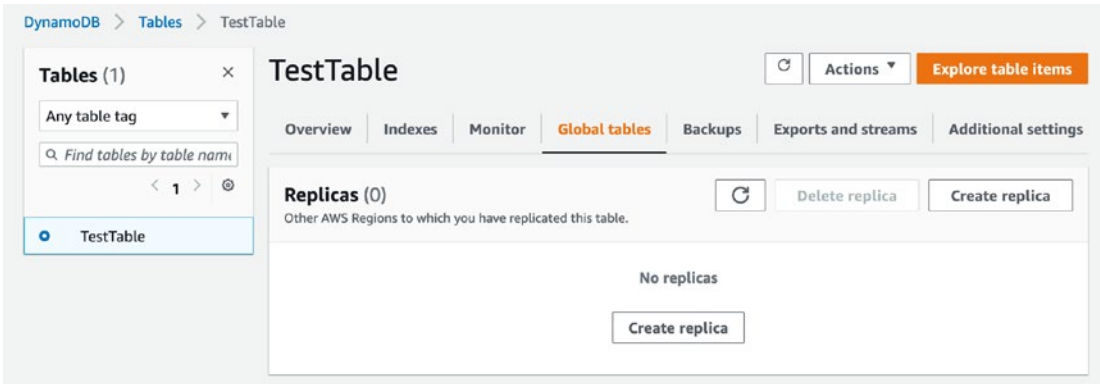 DynamoDB > Tables > TestTable
Tables (1) ×
Any table tag
Find tables by table name
< 1 >
TestTable
TestTable
Actions
Explore table items
Overview Indexes Monitor Global tables Backups Exports and streams Additional settings
Replicas (0)
Other AWS Regions to which you have replicated this table.
Delete replica
Create replica
No replicas
Create replica